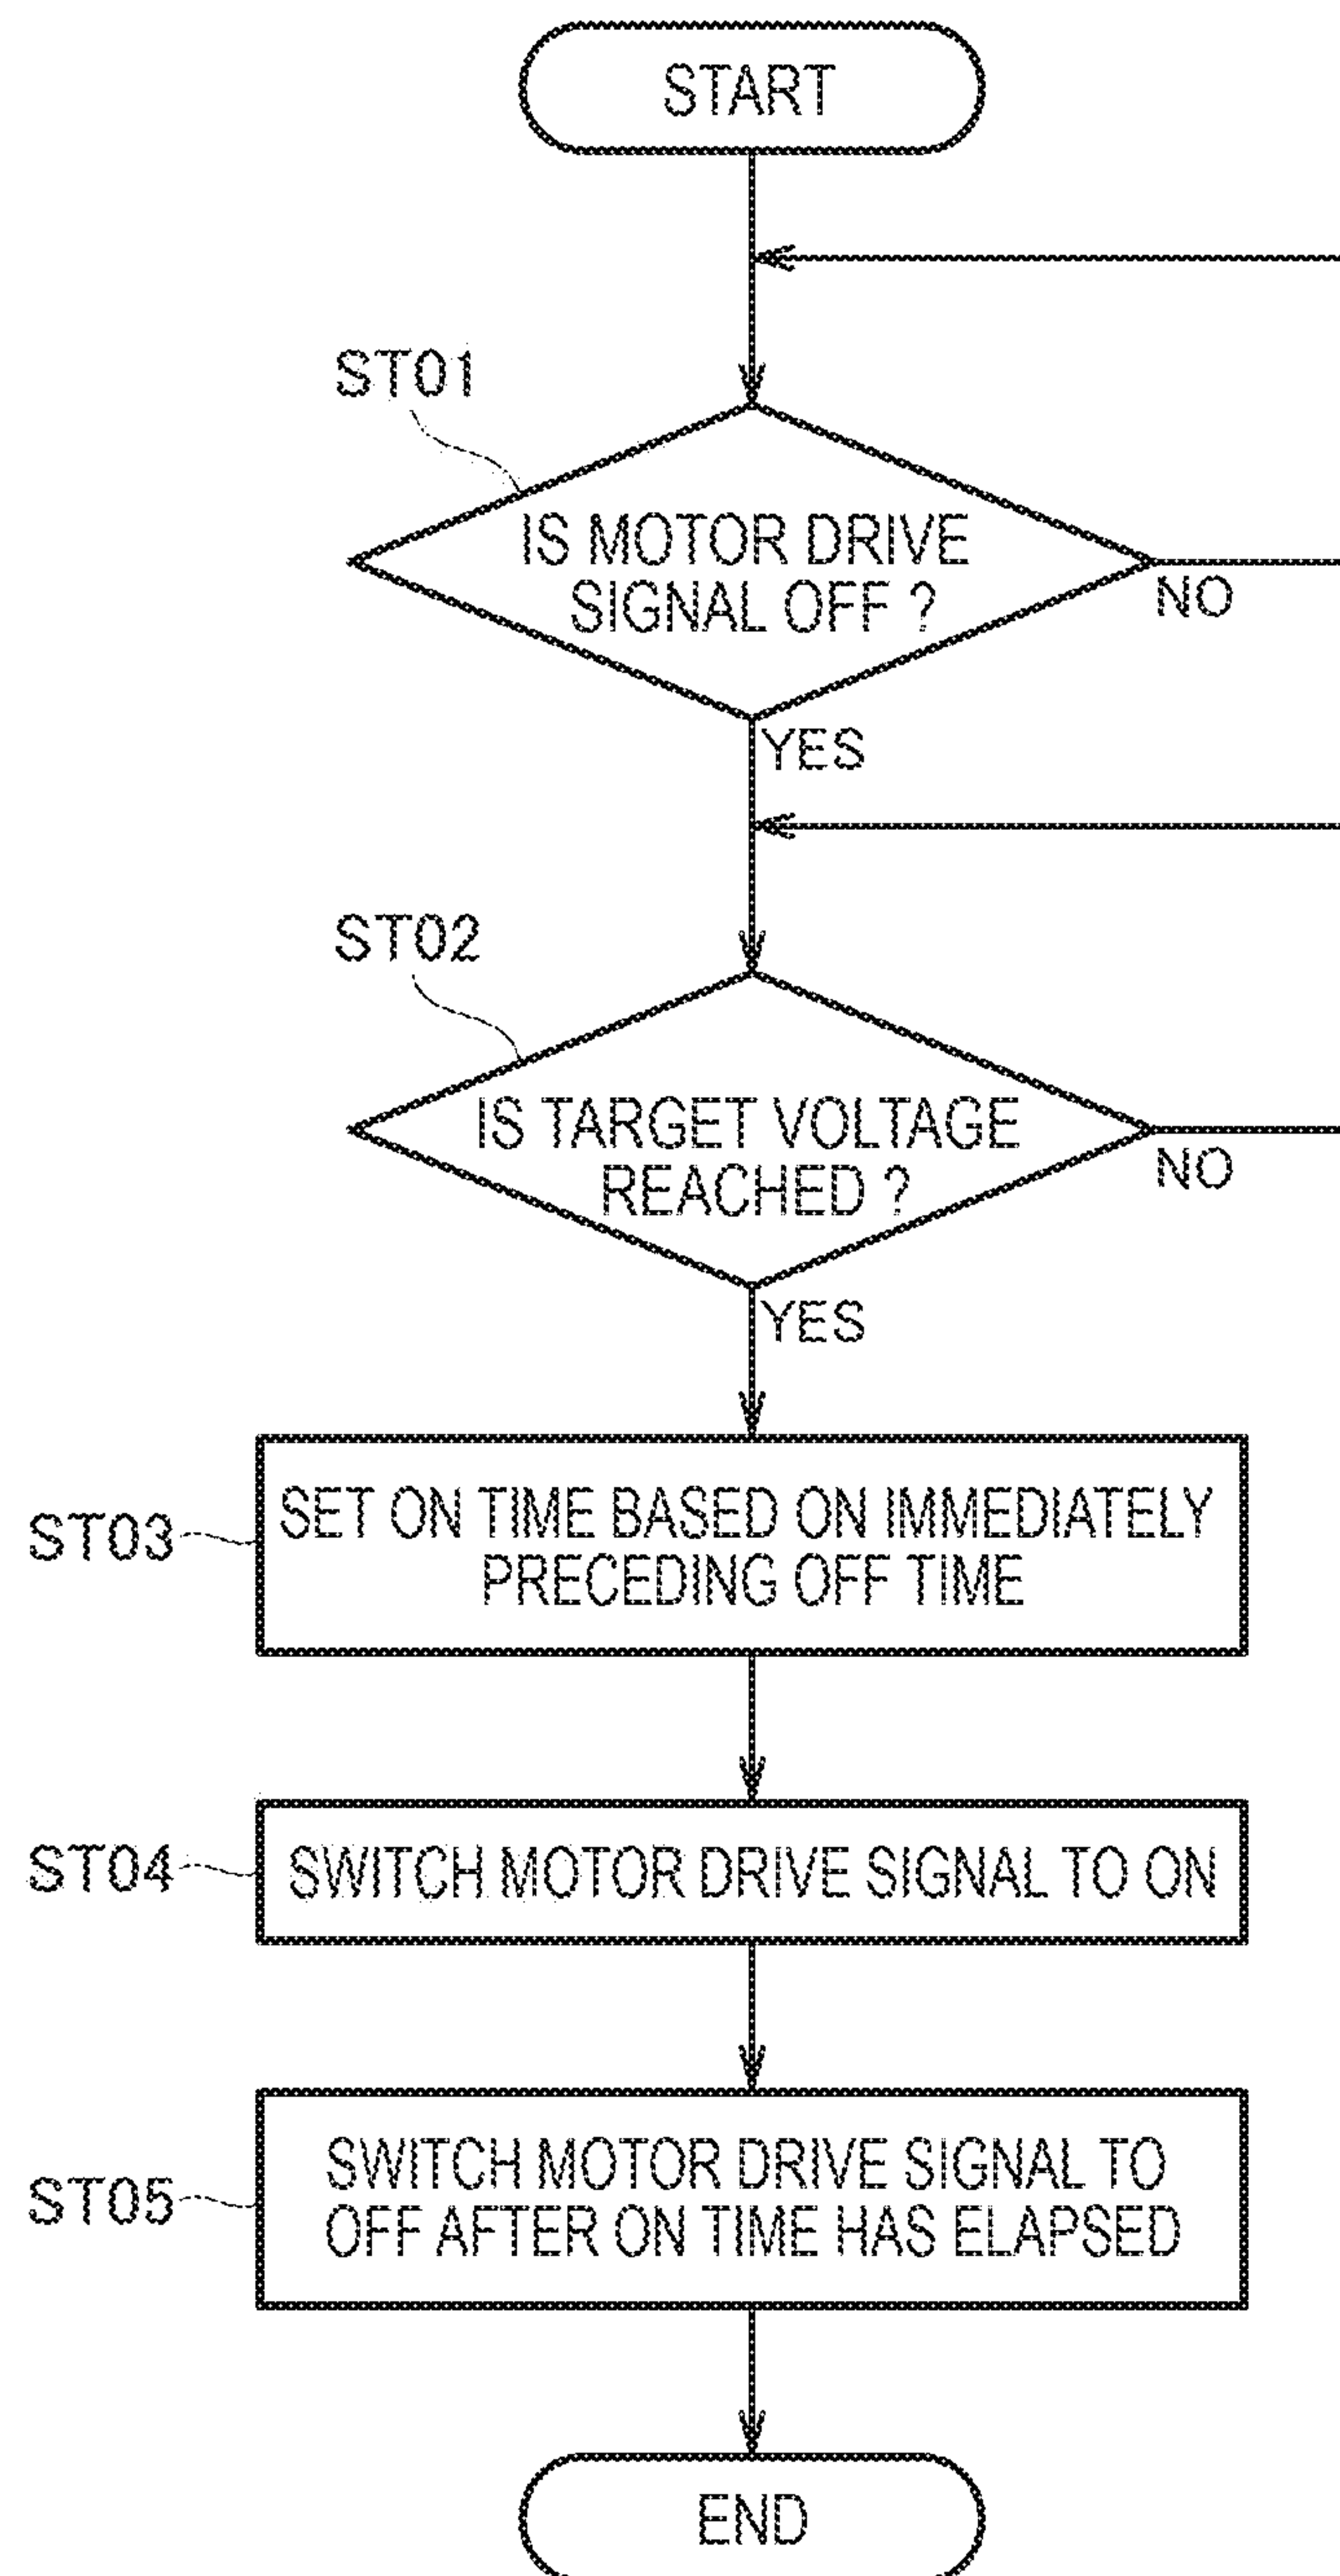 START
ST01
IS MOTOR DRIVE
SIGNAL OFF ?
NO
YES
ST02
IS TARGET VOLTAGE
REACHED ?
NO
YES
ST03
SET ON TIME BASED ON IMMEDIATELY
PRECEDING OFF TIME
ST04
SWITCH MOTOR DRIVE SIGNAL TO ON
ST05
SWITCH MOTOR DRIVE SIGNAL TO
OFF AFTER ON TIME HAS ELAPSED
END